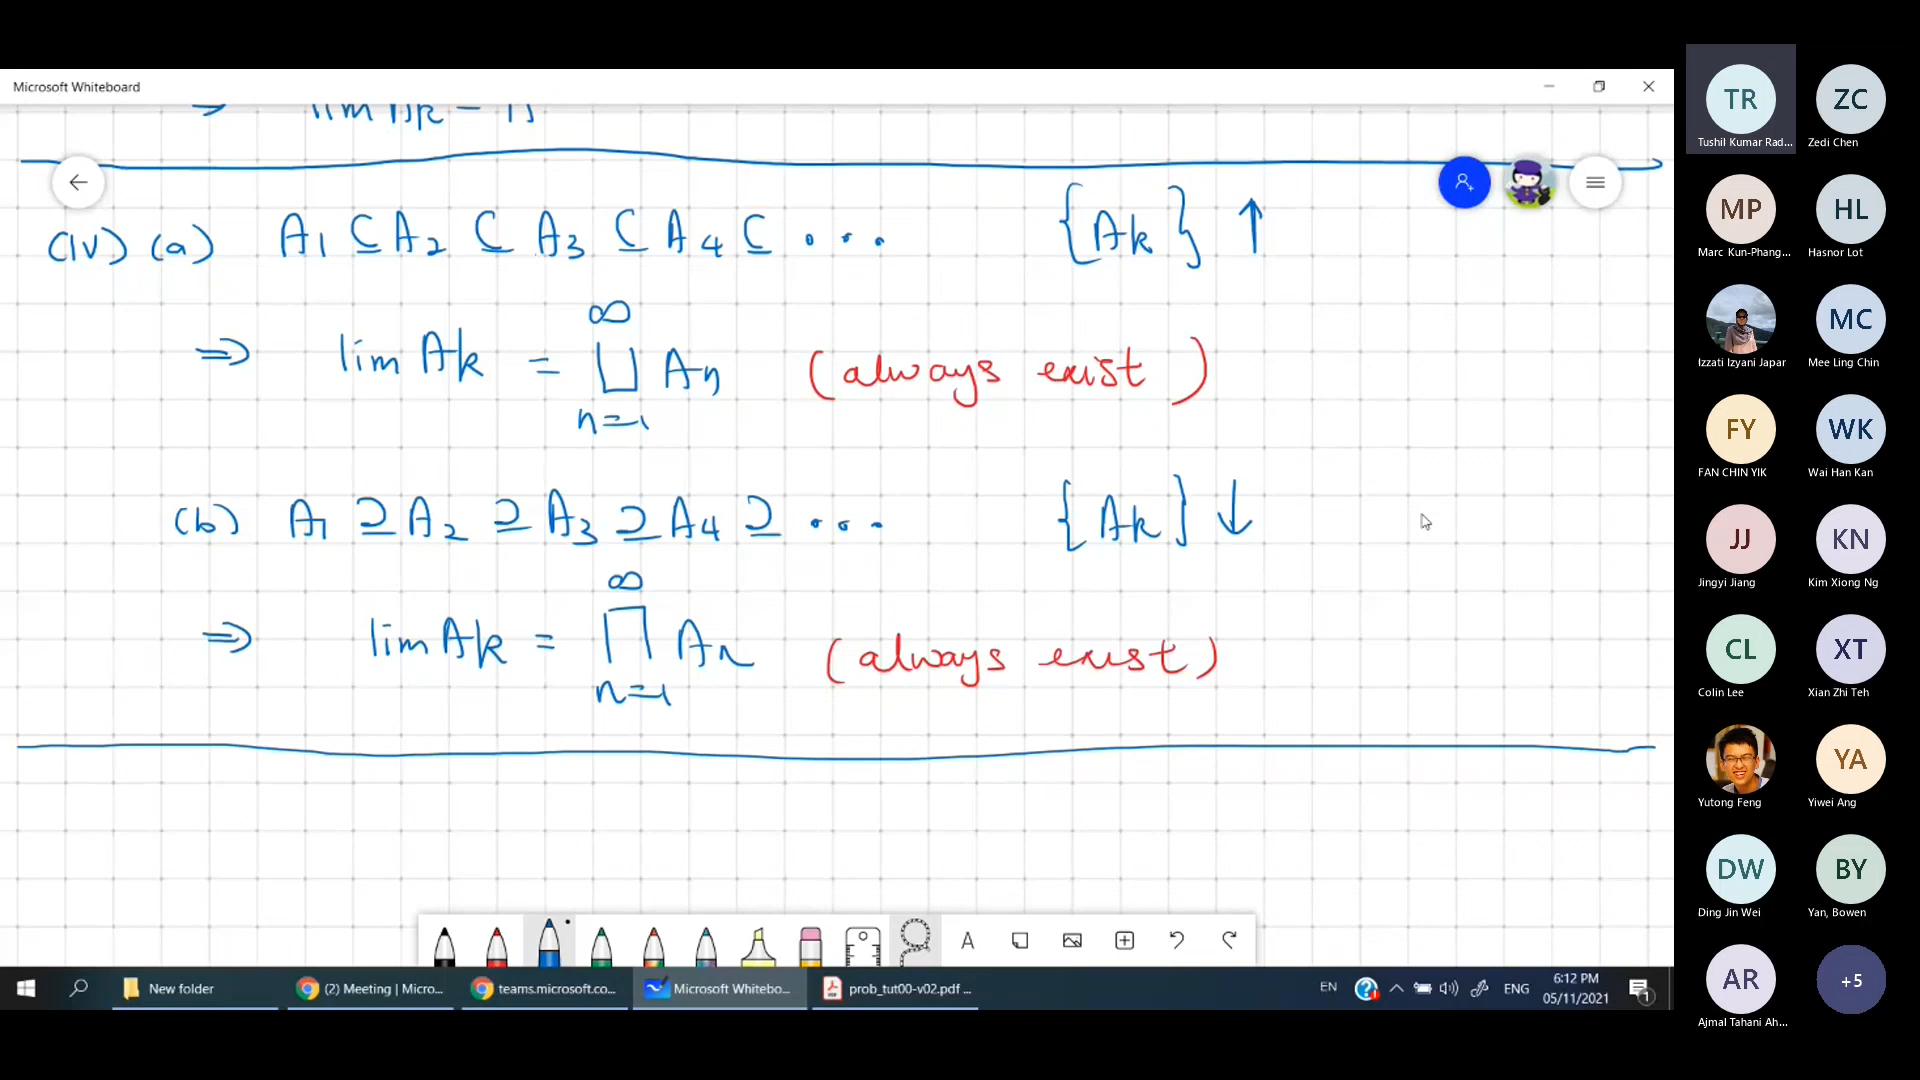 Microsoft Whiteboard
⇒ lim Ak =
(iv) (a) A1 ⊆ A2 ⊆ A3 ⊆ A4 ⊆ ... {Ak} ↑
∞
⇒ lim Ak = ⋃ An (always exist)
n=1
(b) A1 ⊇ A2 ⊇ A3 ⊇ A4 ⊇ ... {Ak} ↓
∞
⇒ lim Ak = ⋂ An (always exist)
n=1
TR ZC
Tushil Kumar Rad... Zedi Chen
MP HL
Marc Kun-Phang... Hasnor Lot
MC
Izzati Izyani Japar Mee Ling Chin
FY WK
FAN CHIN YIK Wai Han Kan
JJ KN
Jingyi Jiang Kim Xiong Ng
CL XT
Colin Lee Xian Zhi Teh
YA
Yutong Feng Yiwei Ang
DW BY
Ding Jin Wei Yan, Bowen
AR +5
Ajmal Tahani Ah...
A
New folder (2) Meeting | Micro... teams.microsoft.co... Microsoft Whitebo... prob_tut00-v02.pdf ... EN ENG 6:12 PM 1
05/11/2021